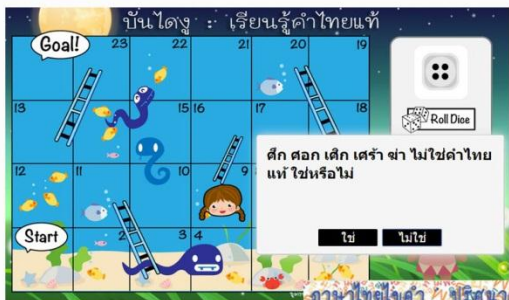 บันไดงู : เรียนรู้คำไทยแท้
Goal!
23
22
21
20
19
13
15
16
17
18
Roll Dice
12
11
10
9
ศึก ศอก เศิก เศร้า ฆ่า ไม่ใช่คำไทย
แท้ ใช่หรือไม่
ใช่
ไม่ใช่
Start
2
3
4